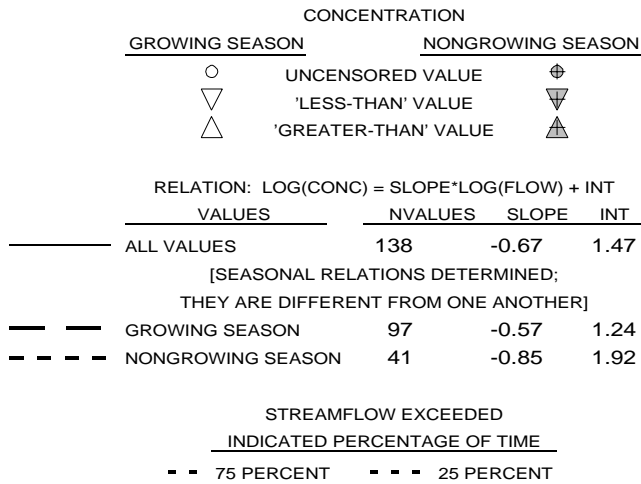 CONCENTRATION
GROWING SEASON NONGROWING SEASON
UNCENSORED VALUE
'LESS-THAN' VALUE
'GREATER-THAN' VALUE
RELATION: LOG(CONC) = SLOPE*LOG(FLOW) + INT
VALUES NVALUES SLOPE INT
ALL VALUES 138 -0.67 1.47
[SEASONAL RELATIONS DETERMINED;
THEY ARE DIFFERENT FROM ONE ANOTHER]
GROWING SEASON 97 -0.57 1.24
NONGROWING SEASON 41 -0.85 1.92
STREAMFLOW EXCEEDED
INDICATED PERCENTAGE OF TIME
75 PERCENT 25 PERCENT